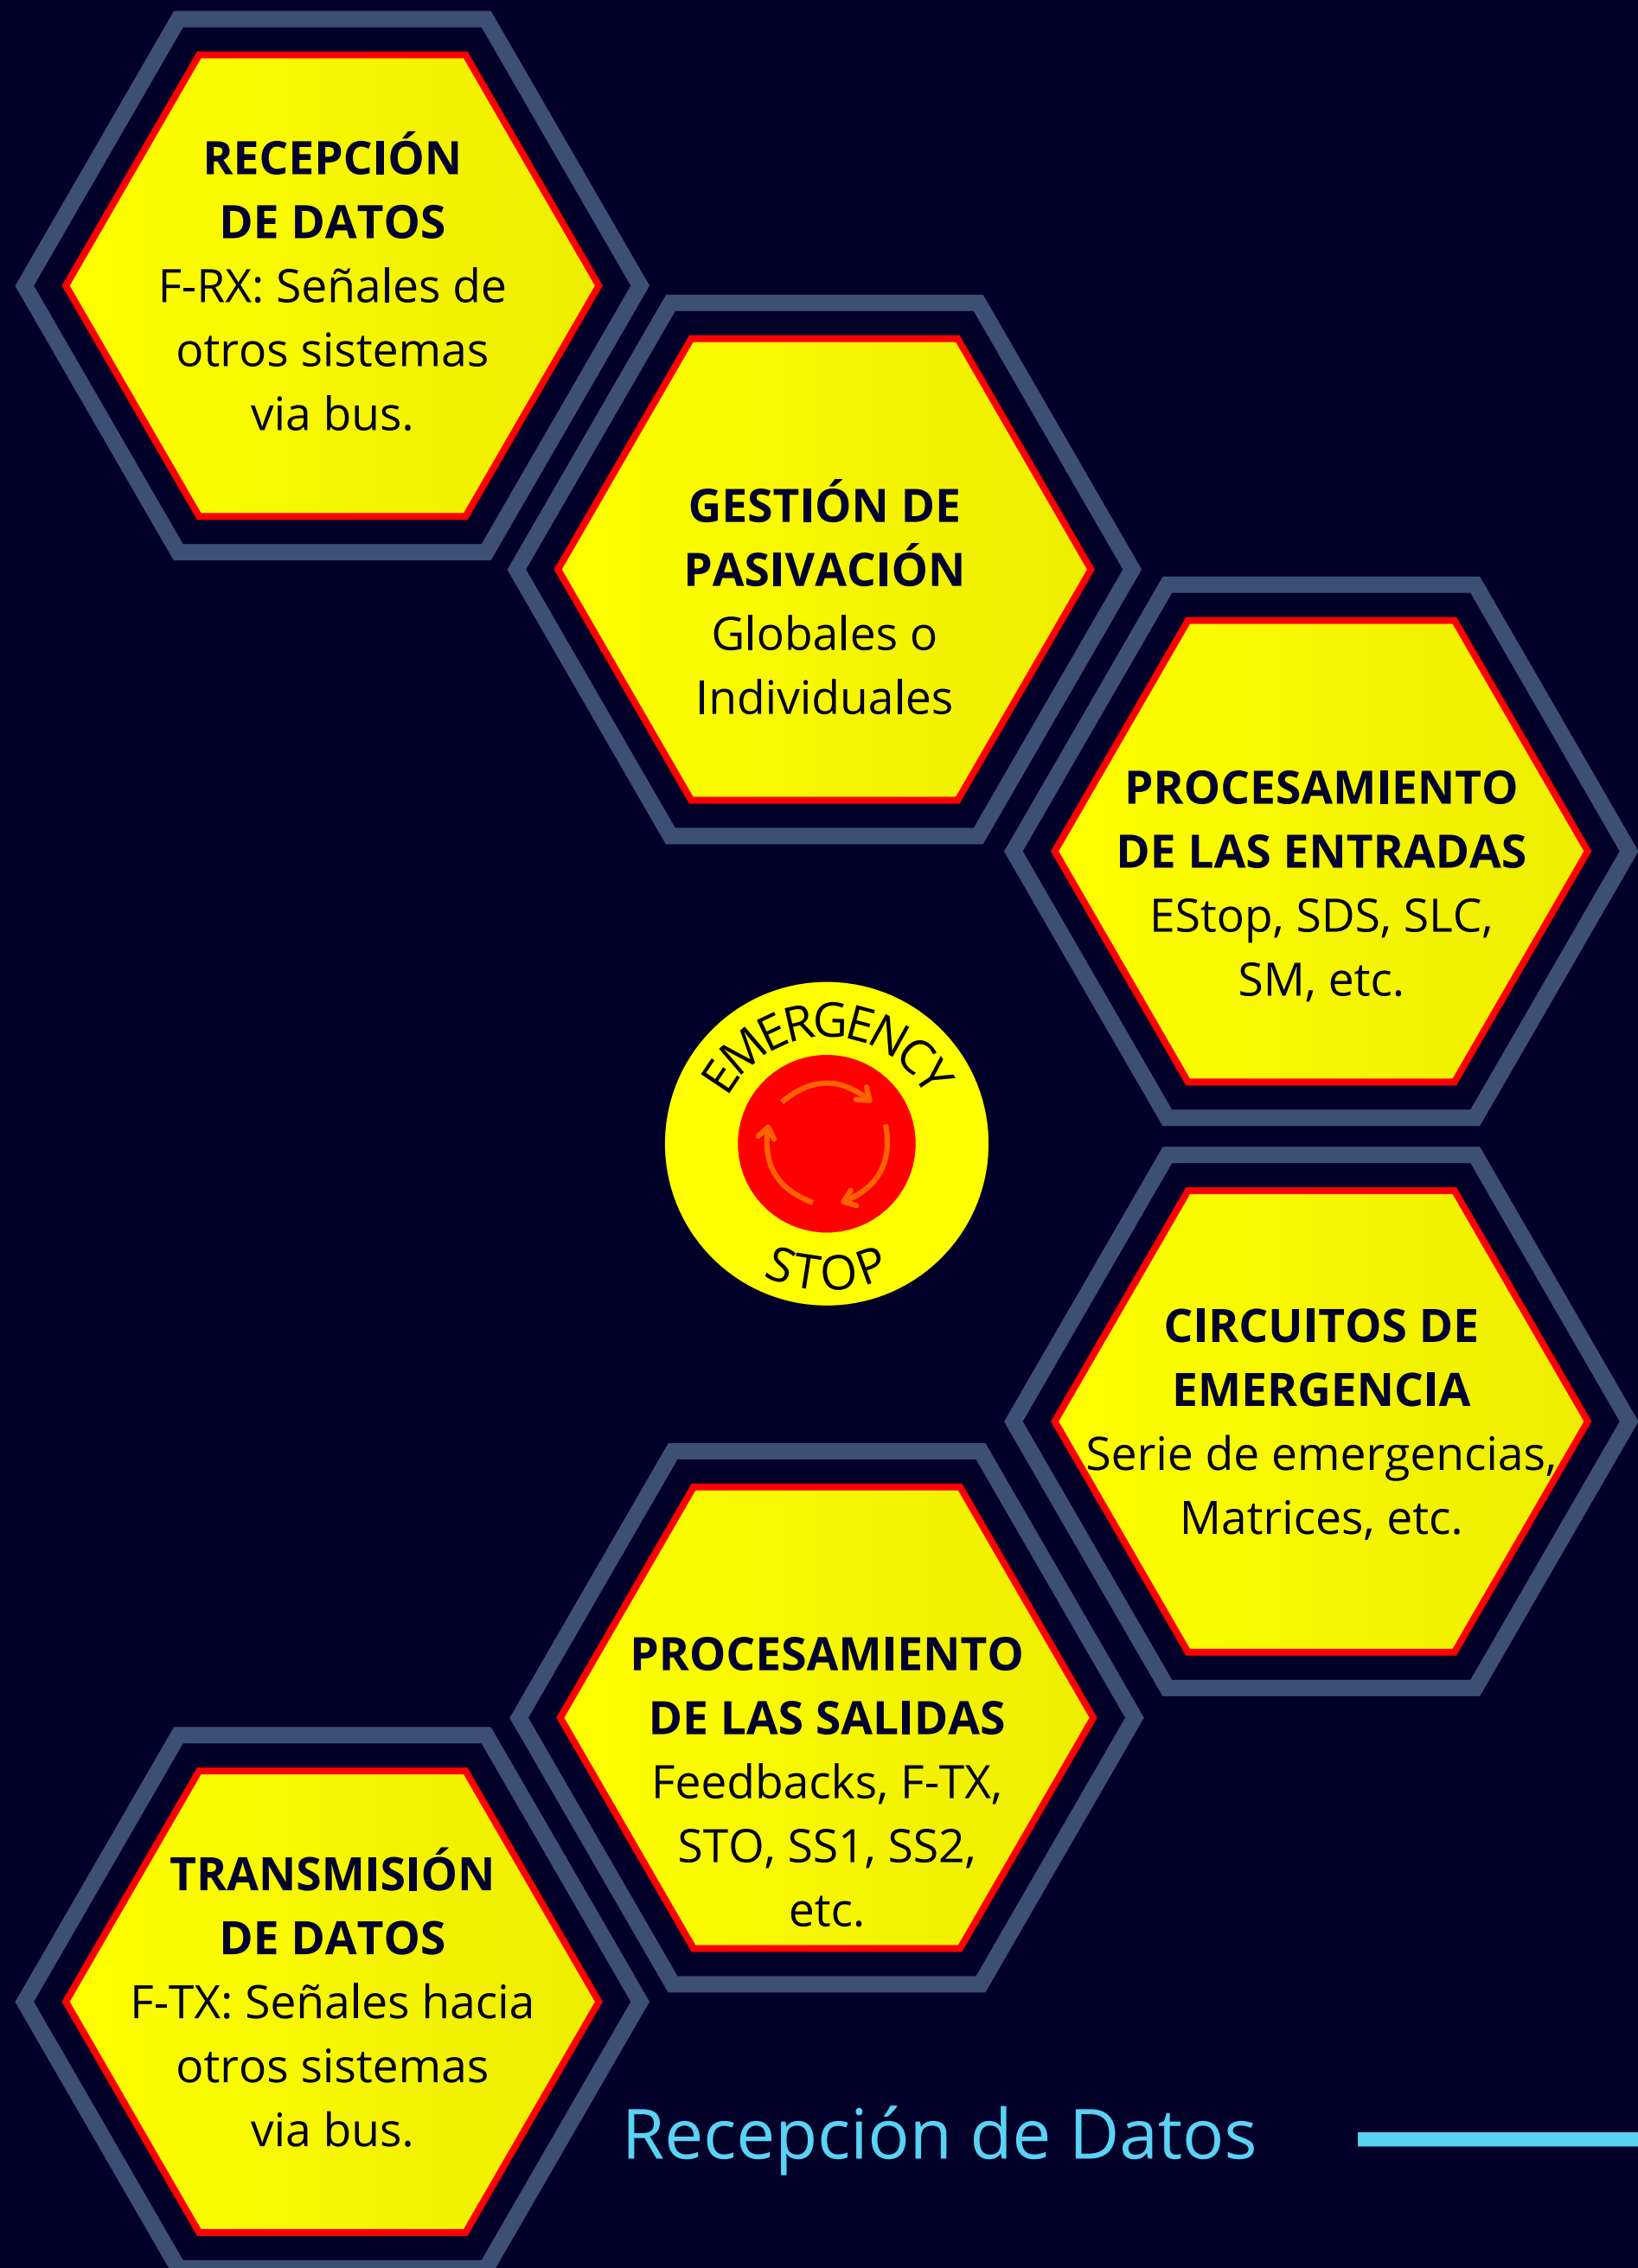 RECEPCIÓN
DE DATOS
F-RX: Señales de
otros sistemas
via bus.
GESTIÓN DE
PASIVACIÓN
Globales o
Individuales
PROCESAMIENTO
DE LAS ENTRADAS
EStop, SDS, SLC,
SM, etc.
EMERGENCY
STOP
CIRCUITOS DE
EMERGENCIA
Serie de emergencias,
Matrices, etc.
PROCESAMIENTO
DE LAS SALIDAS
Feedbacks, F-TX,
STO, SS1, SS2,
etc.
TRANSMISIÓN
DE DATOS
F-TX: Señales hacia
otros sistemas
via bus.
Recepción de Datos